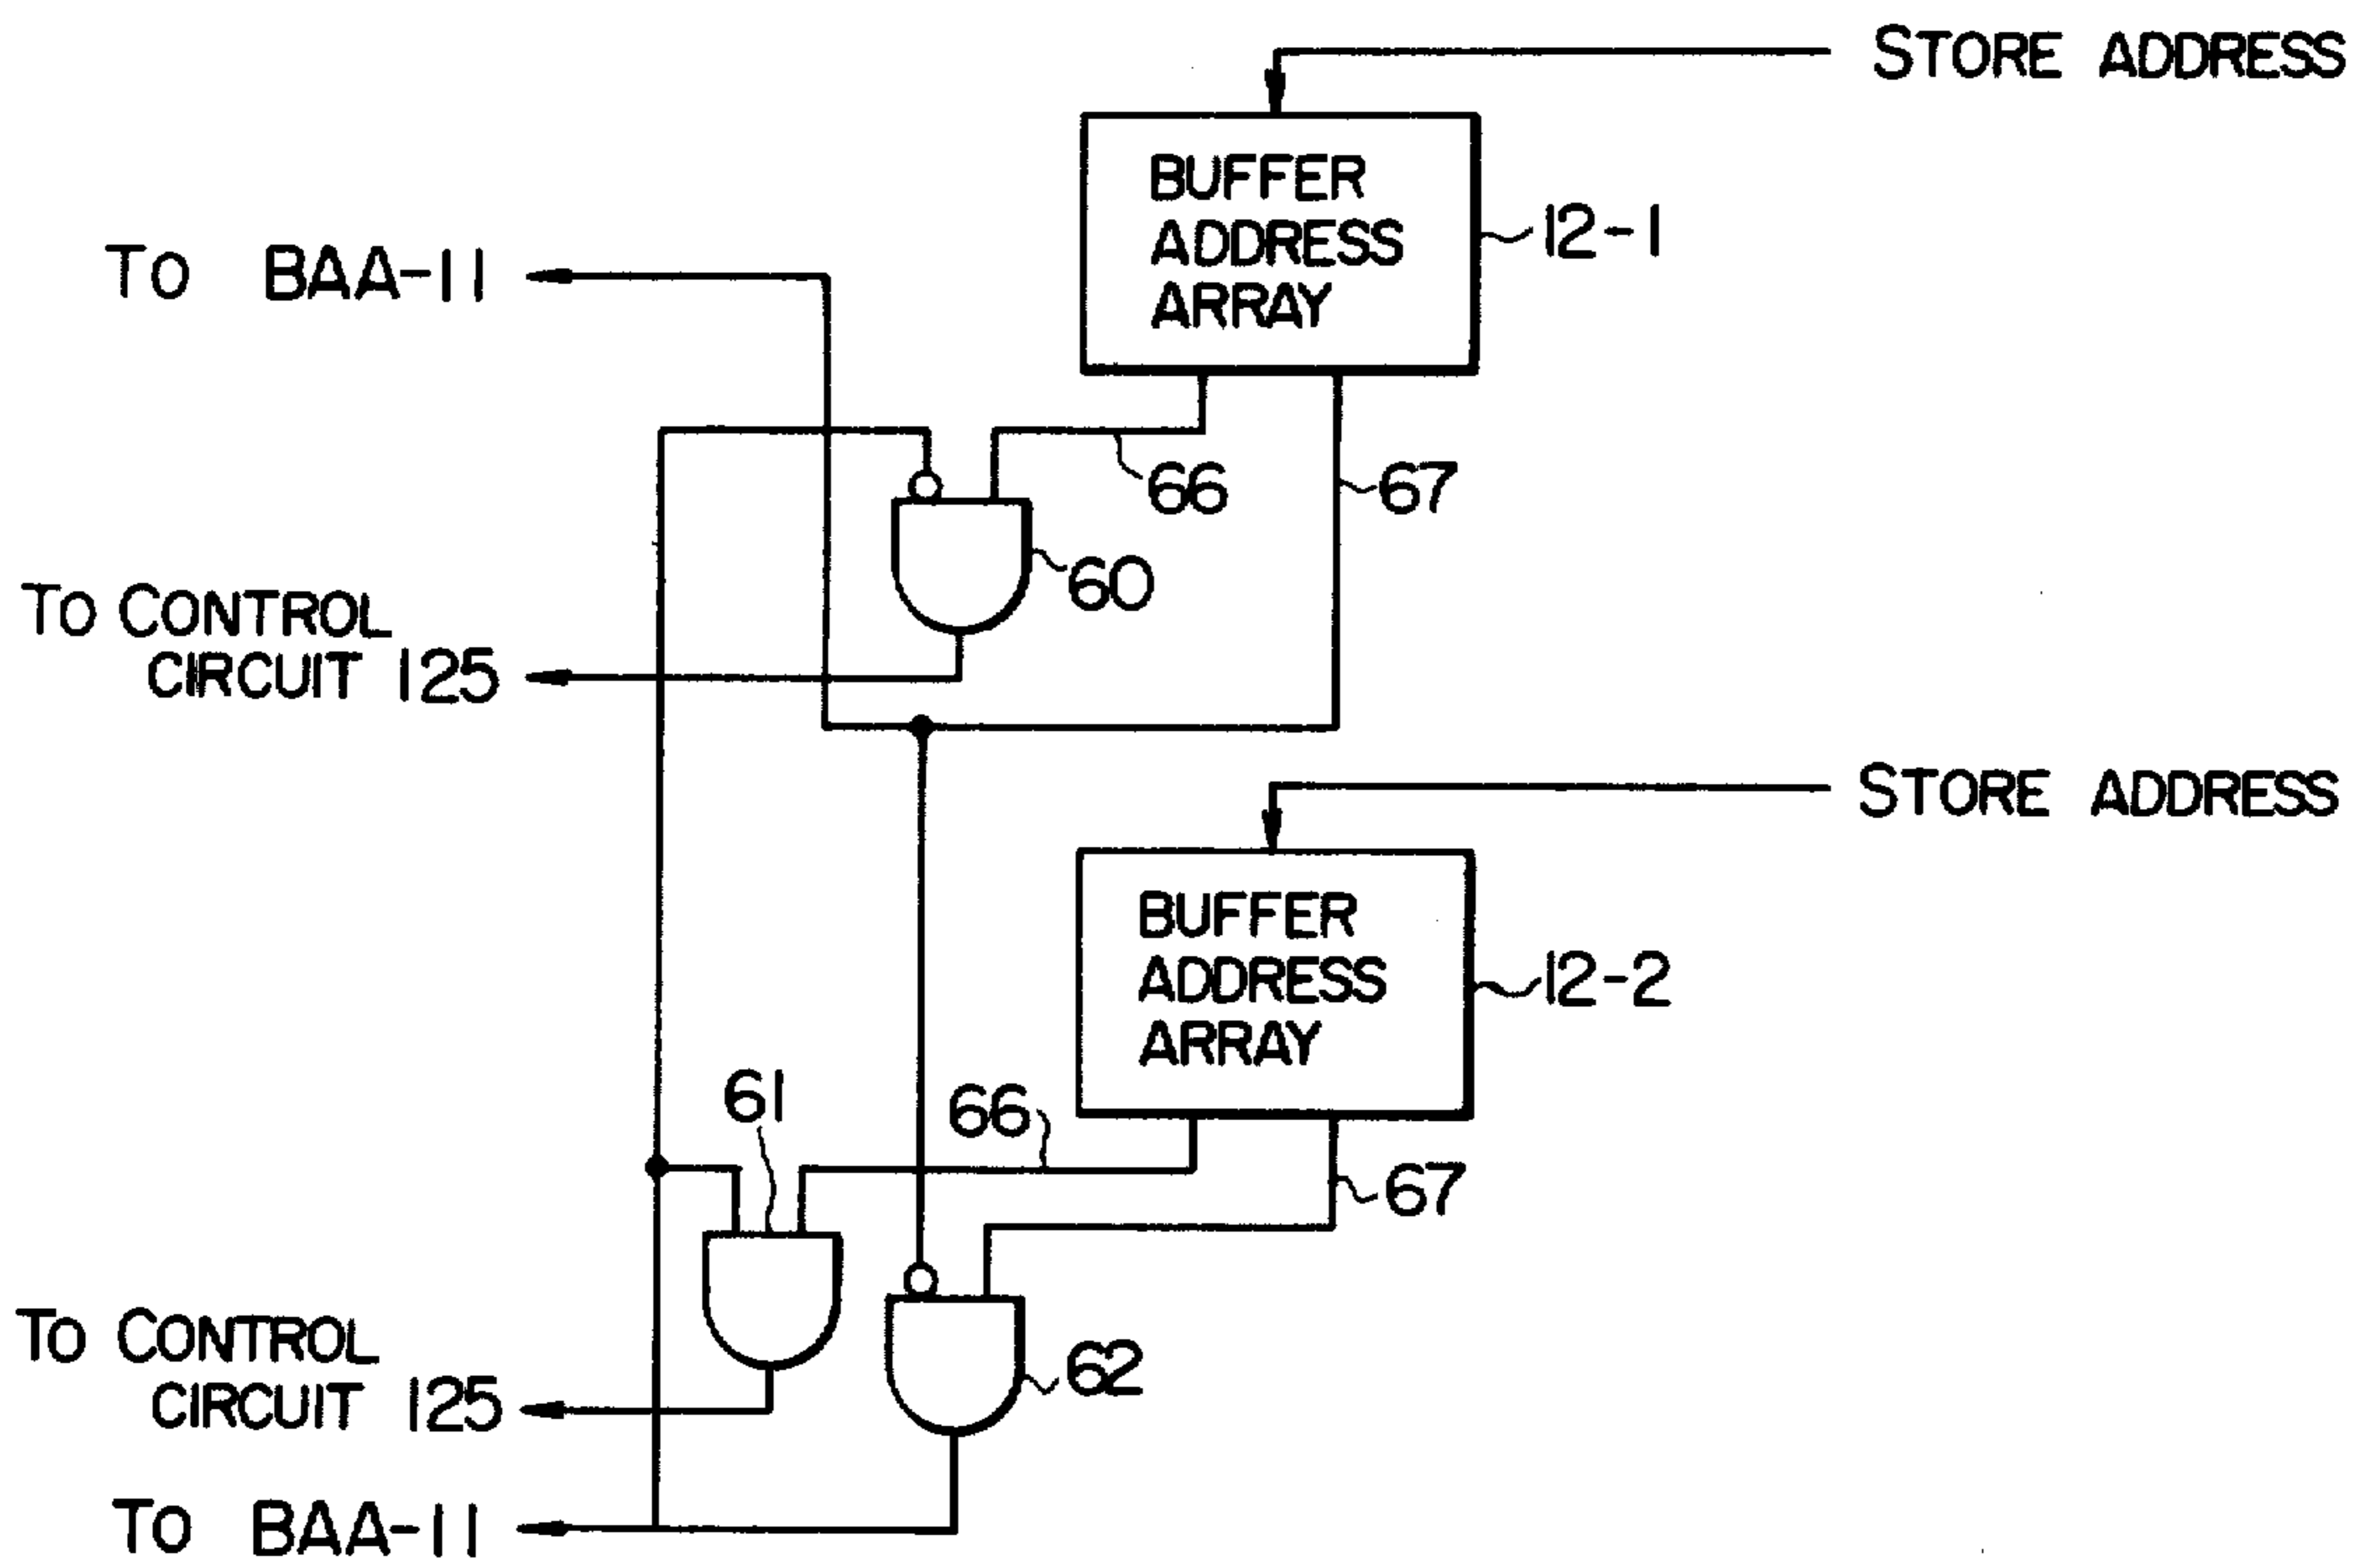 STORE ADDRESS
BUFFER
ADDRESS
ARRAY
12-1
TO BAA-11
66
67
60
TO CONTROL
CIRCUIT 125
STORE ADDRESS
BUFFER
ADDRESS
ARRAY
12-2
61
66
67
62
TO CONTROL
CIRCUIT 125
TO BAA-11